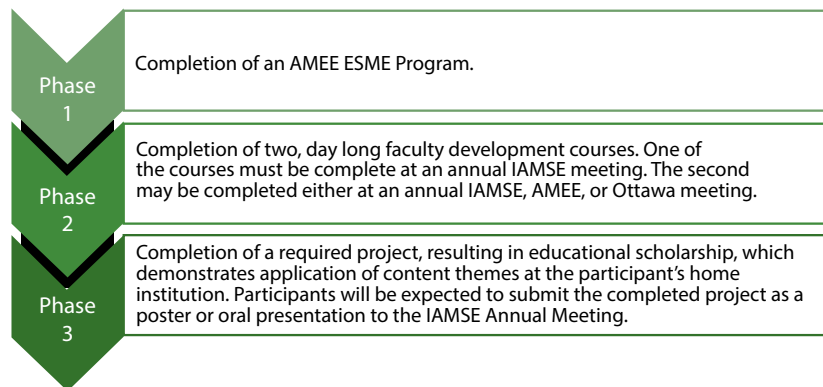 Phase
1
Completion of an AMEE ESME Program.
Phase
2
Completion of two, day long faculty development courses. One of
the courses must be complete at an annual IAMSE meeting. The second
may be completed either at an annual IAMSE, AMEE, or Ottawa meeting.
Phase
3
Completion of a required project, resulting in educational scholarship, which
demonstrates application of content themes at the participant’s home
institution. Participants will be expected to submit the completed project as a
poster or oral presentation to the IAMSE Annual Meeting.